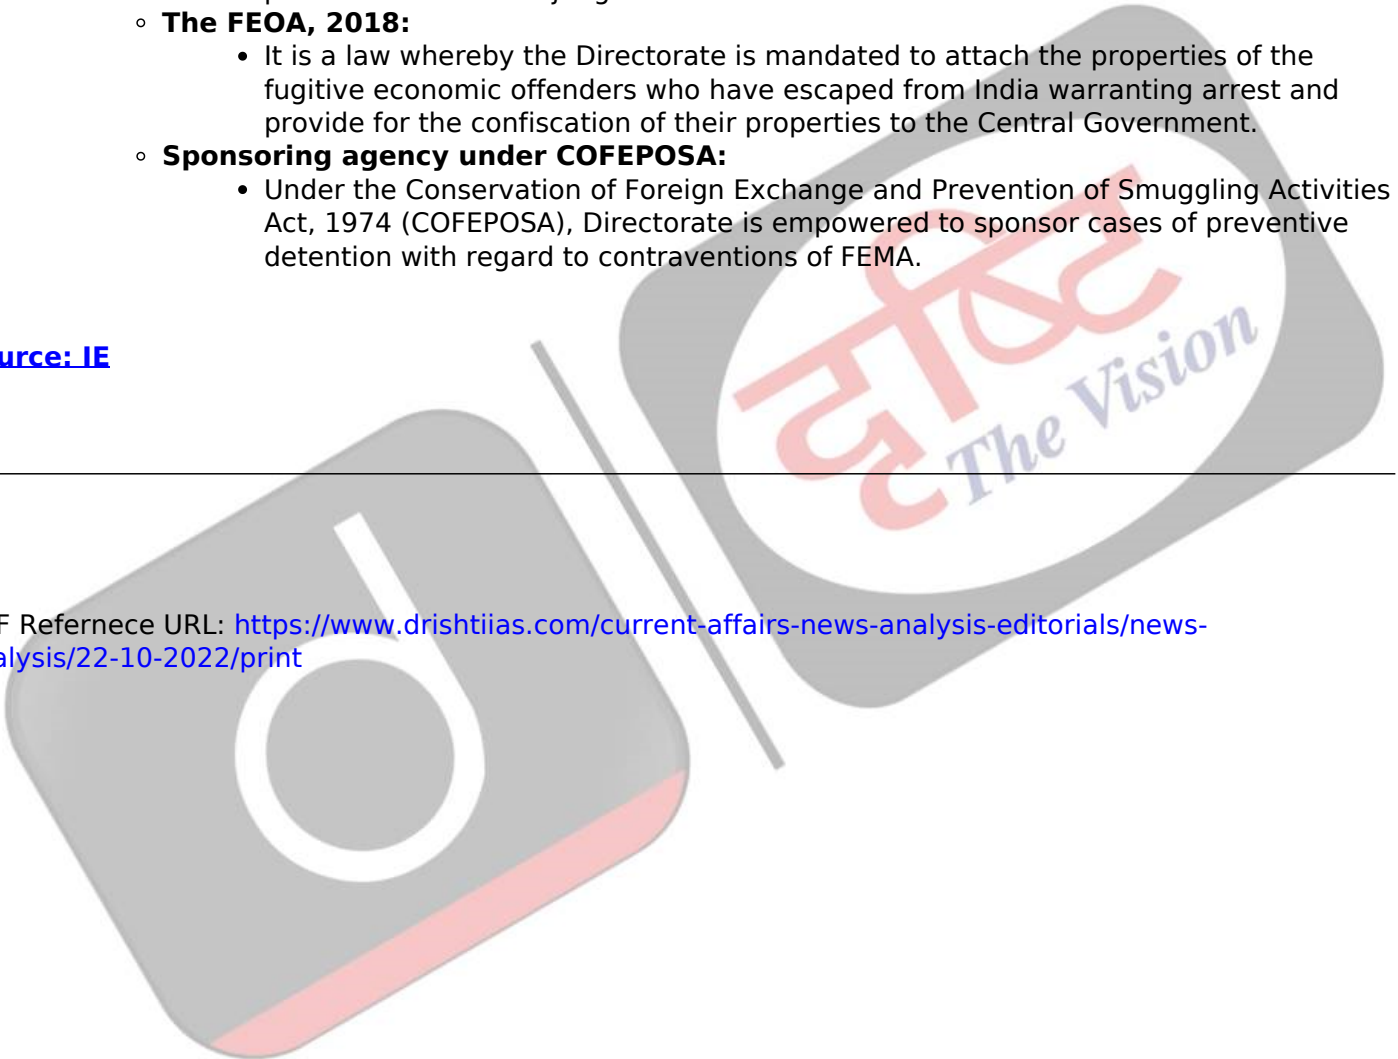 The FEOA, 2018:
It is a law whereby the Directorate is mandated to attach the properties of the
fugitive economic offenders who have escaped from India warranting arrest and
provide for the confiscation of their properties to the Central Government.
Sponsoring agency under COFEPOSA:
Under the Conservation of Foreign Exchange and Prevention of Smuggling Activities
Act, 1974 (COFEPOSA), Directorate is empowered to sponsor cases of preventive
detention with regard to contraventions of FEMA.
urce: IE
दृष्टि
The Vision
F Refernece URL: https://www.drishtiias.com/current-affairs-news-analysis-editorials/news-
alysis/22-10-2022/print